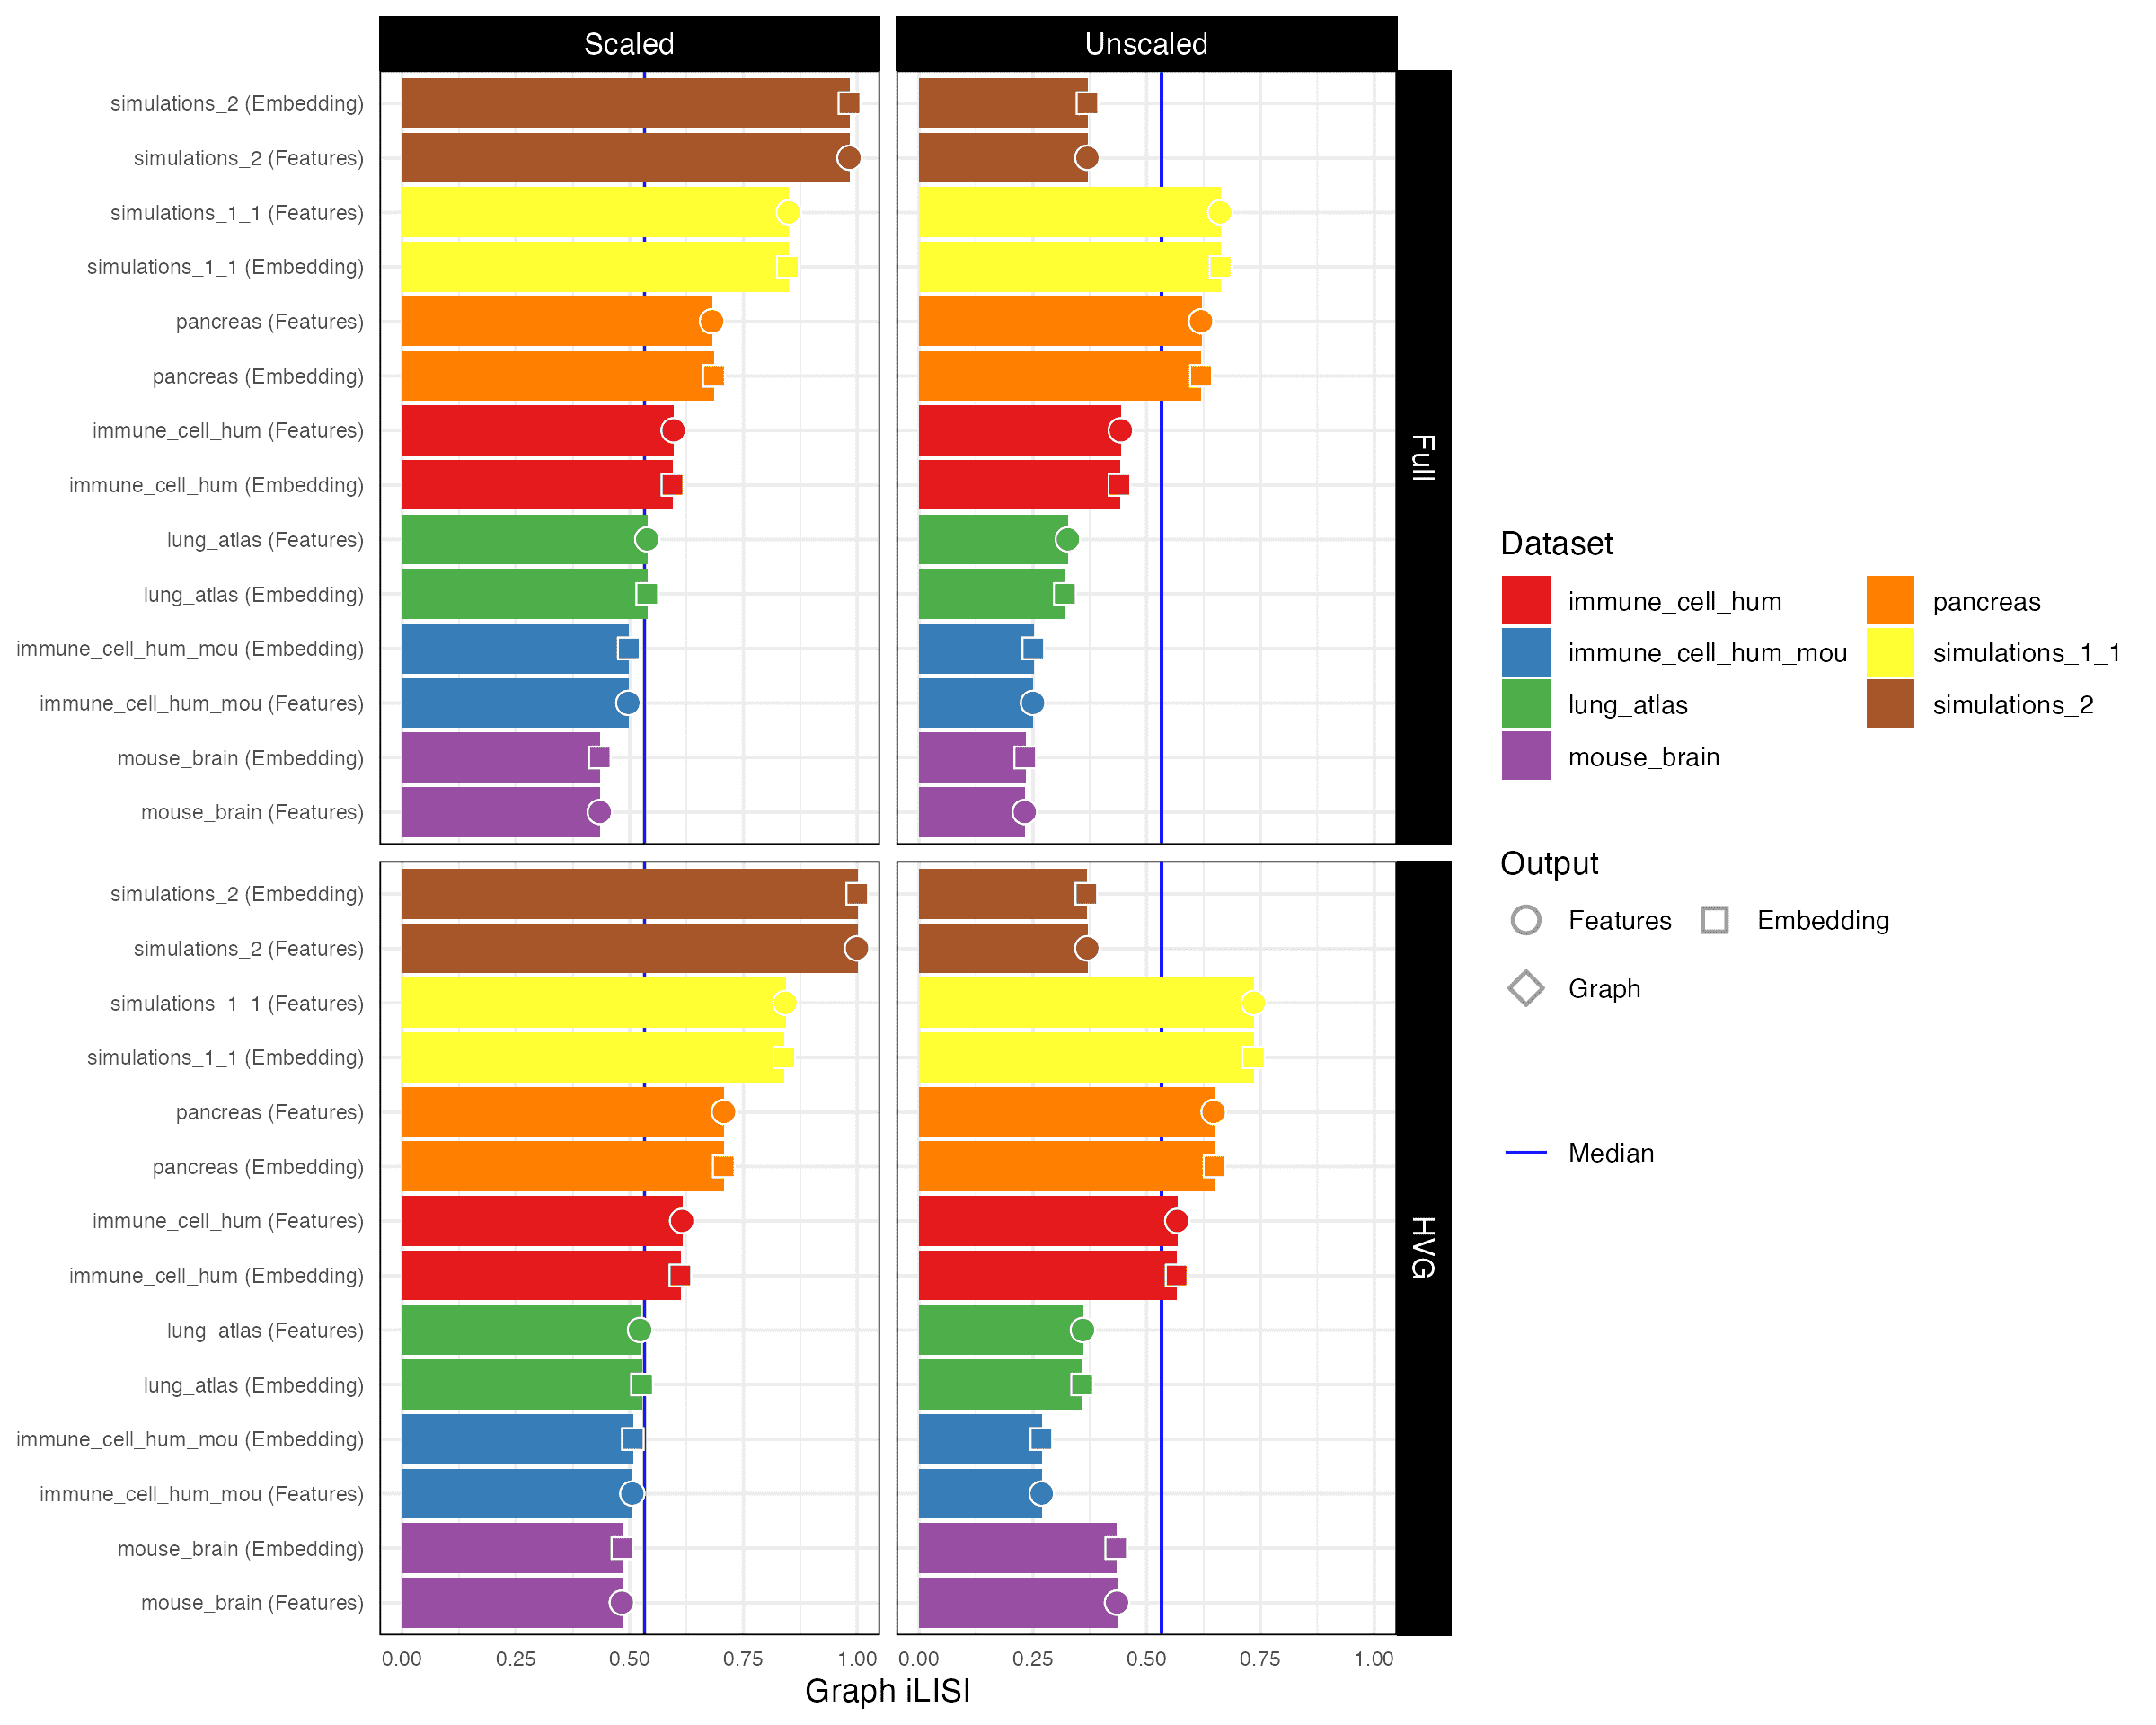 Scaled
Unscaled
simulations_2 (Embedding)
simulations_2 (Features)
simulations_1_1 (Features)
simulations_1_1 (Embedding)
pancreas (Features)
pancreas (Embedding)
immune_cell_hum (Features)
immune_cell_hum (Embedding)
lung_atlas (Features)
lung_atlas (Embedding)
immune_cell_hum_mou (Embedding)
immune_cell_hum_mou (Features)
mouse_brain (Embedding)
mouse_brain (Features)
Full
simulations_2 (Embedding)
simulations_2 (Features)
simulations_1_1 (Features)
simulations_1_1 (Embedding)
pancreas (Features)
pancreas (Embedding)
immune_cell_hum (Features)
immune_cell_hum (Embedding)
lung_atlas (Features)
lung_atlas (Embedding)
immune_cell_hum_mou (Embedding)
immune_cell_hum_mou (Features)
mouse_brain (Embedding)
mouse_brain (Features)
HVG
0.00 0.25 0.50 0.75 1.00
0.00 0.25 0.50 0.75 1.00
Graph iLISI
Dataset
immune_cell_hum
immune_cell_hum_mou
lung_atlas
mouse_brain
pancreas
simulations_1_1
simulations_2
Output
Features
Embedding
Graph
Median